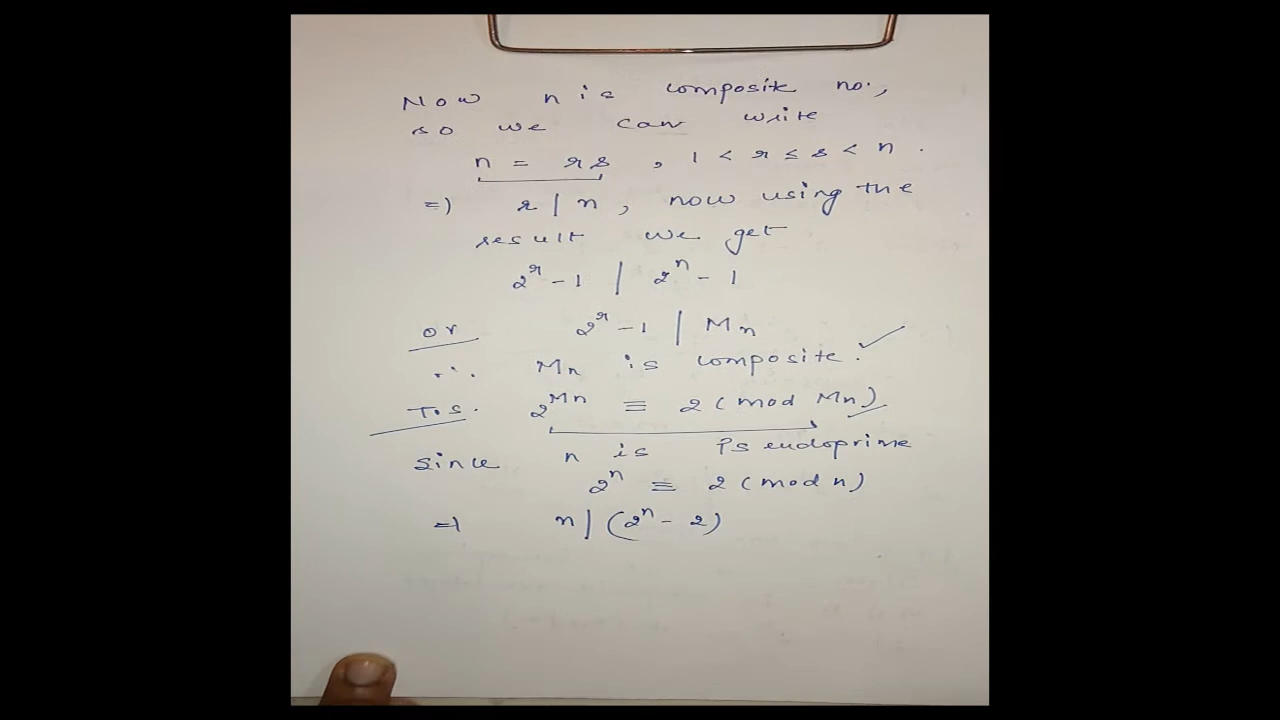 Now n is composite no.,
so we can write
n = rs , 1 < r ≤ s < n .
=) r | n , now using the
result we get
2^r - 1 | 2^n - 1
or 2^r - 1 | Mn
∴ Mn is composite. ✓
T.S. 2^Mn ≡ 2 (mod Mn)
since n is Pseudoprime
2^n ≡ 2 (mod n)
=) n | (2^n - 2)